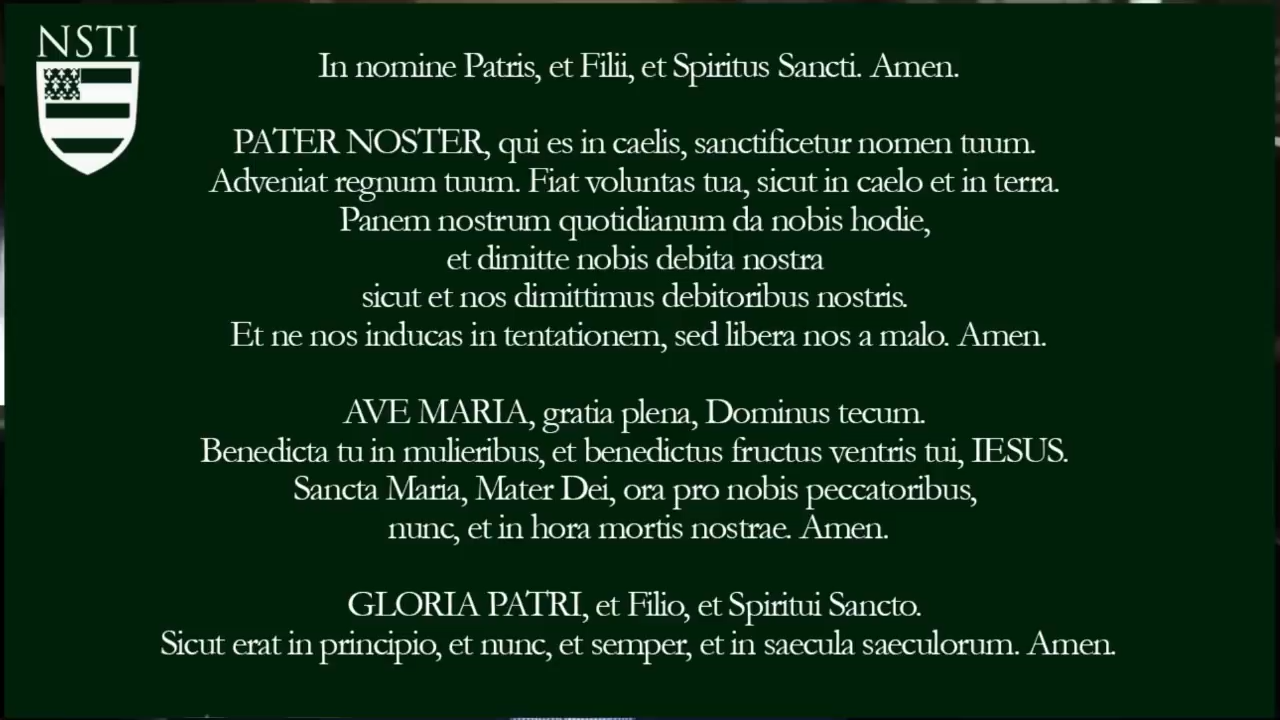 NSTI
In nomine Patris, et Filii, et Spiritus Sancti. Amen.
PATER NOSTER, qui es in caelis, sanctificetur nomen tuum.
Adveniat regnum tuum. Fiat voluntas tua, sicut in caelo et in terra.
Panem nostrum quotidianum da nobis hodie,
et dimitte nobis debita nostra
sicut et nos dimittimus debitoribus nostris.
Et ne nos inducas in tentationem, sed libera nos a malo. Amen.
AVE MARIA, gratia plena, Dominus tecum.
Benedicta tu in mulieribus, et benedictus fructus ventris tui, IESUS.
Sancta Maria, Mater Dei, ora pro nobis peccatoribus,
nunc, et in hora mortis nostrae. Amen.
GLORIA PATRI, et Filio, et Spiritui Sancto.
Sicut erat in principio, et nunc, et semper, et in saecula saeculorum. Amen.